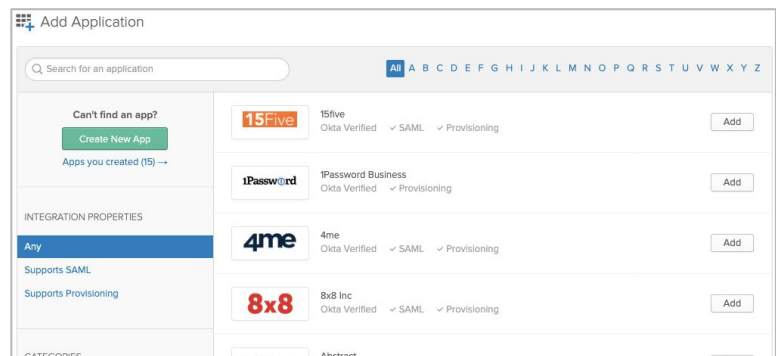 Add Application
Search for an application
All A B C D E F G H I J K L M N O P Q R S T U V W X Y Z
Can't find an app?
Create New App
Apps you created (15) →
INTEGRATION PROPERTIES
Any
Supports SAML
Supports Provisioning
CATEGORIES
15Five
15five
Okta Verified ✓ SAML ✓ Provisioning
Add
1Password
1Password Business
Okta Verified ✓ Provisioning
Add
4me
4me
Okta Verified ✓ SAML ✓ Provisioning
Add
8x8
8x8 Inc
Okta Verified ✓ SAML ✓ Provisioning
Add
Abstract